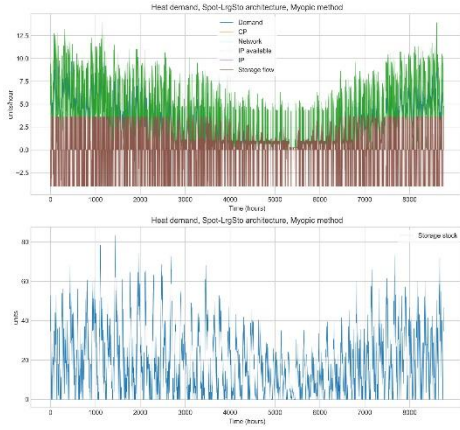 Heat demand, Spot-LrgSto architecture, Myopic method
Demand
CP
Network
IP available
IP
Storage flow
12.5
10.0
7.5
5.0
2.5
0.0
−2.5
units/hour
0 1000 2000 3000 4000 5000 6000 7000 8000
Time (hours)
Heat demand, Spot-LrgSto architecture, Myopic method
Storage stock
80
60
40
20
0
units
0 1000 2000 3000 4000 5000 6000 7000 8000
Time (hours)